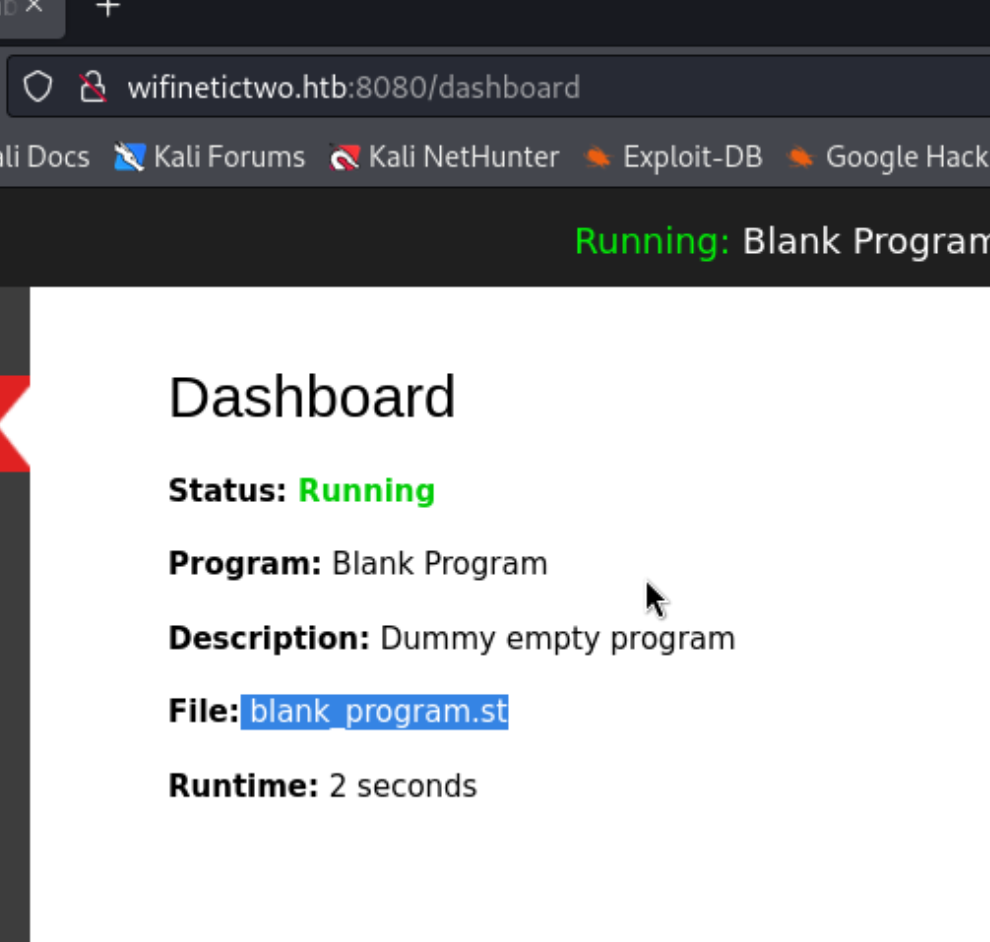 wifinetictwo.htb:8080/dashboard
Docs Kali Forums Kali NetHunter Exploit-DB Google Hack
Running: Blank Program
Dashboard
Status: Running
Program: Blank Program
Description: Dummy empty program
File: blank_program.st
Runtime: 2 seconds